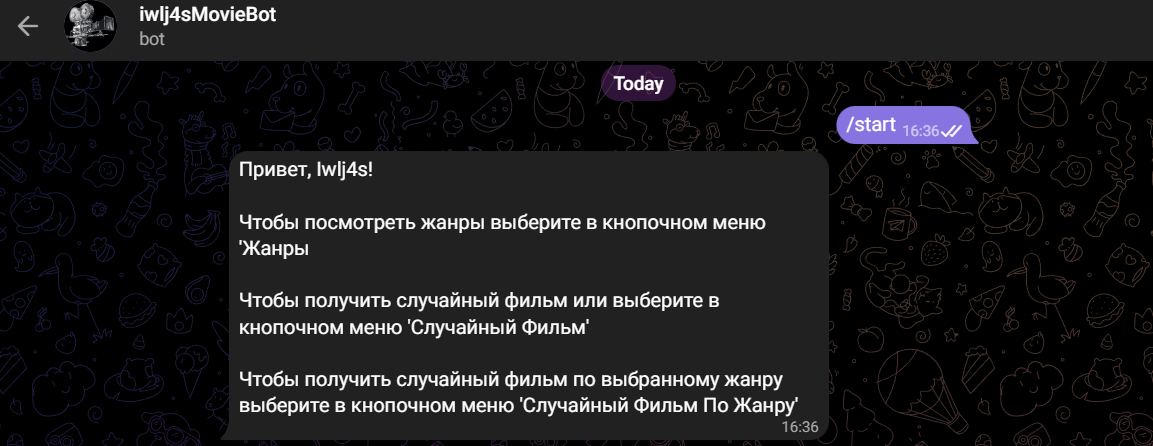 iwlj4sMovieBot
bot
Today
/start 16:36
Привет, Iwlj4s!
Чтобы посмотреть жанры выберите в кнопочном меню
'Жанры
Чтобы получить случайный фильм или выберите в
кнопочном меню 'Случайный Фильм'
Чтобы получить случайный фильм по выбранному жанру
выберите в кнопочном меню 'Случайный Фильм По Жанру'
16:36